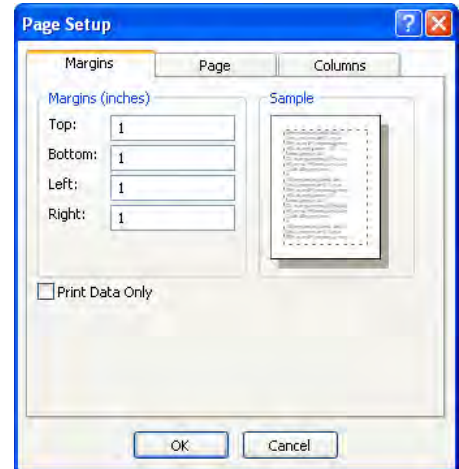 Page Setup
Margins Page Columns
Margins (inches) Sample
Top: 1
Bottom: 1
Left: 1
Right: 1
Print Data Only
OK Cancel